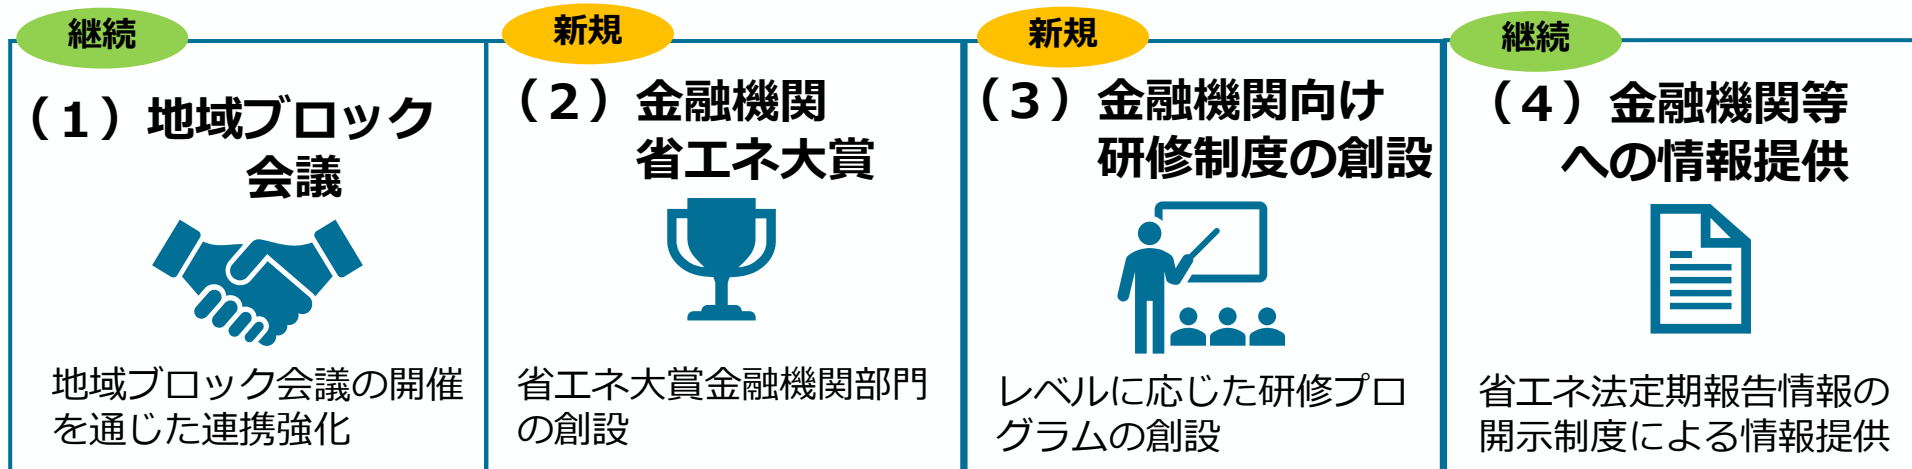 継続
（１）地域ブロック
会議
地域ブロック会議の開催
を通じた連携強化
新規
（２）金融機関
省エネ大賞
省エネ大賞金融機関部門
の創設
新規
（３）金融機関向け
研修制度の創設
レベルに応じた研修プロ
グラムの創設
継続
（４）金融機関等
への情報提供
省エネ法定期報告情報の
開示制度による情報提供